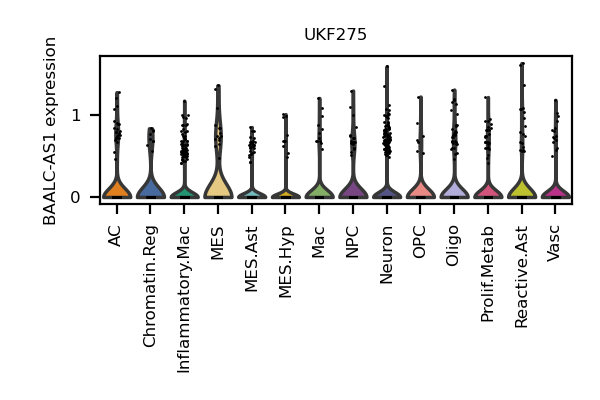 UKF275
BAALC-AS1 expression
1
0
AC
Chromatin.Reg
Inflammatory.Mac
MES
MES.Ast
MES.Hyp
Mac
NPC
Neuron
OPC
Oligo
Prolif.Metab
Reactive.Ast
Vasc